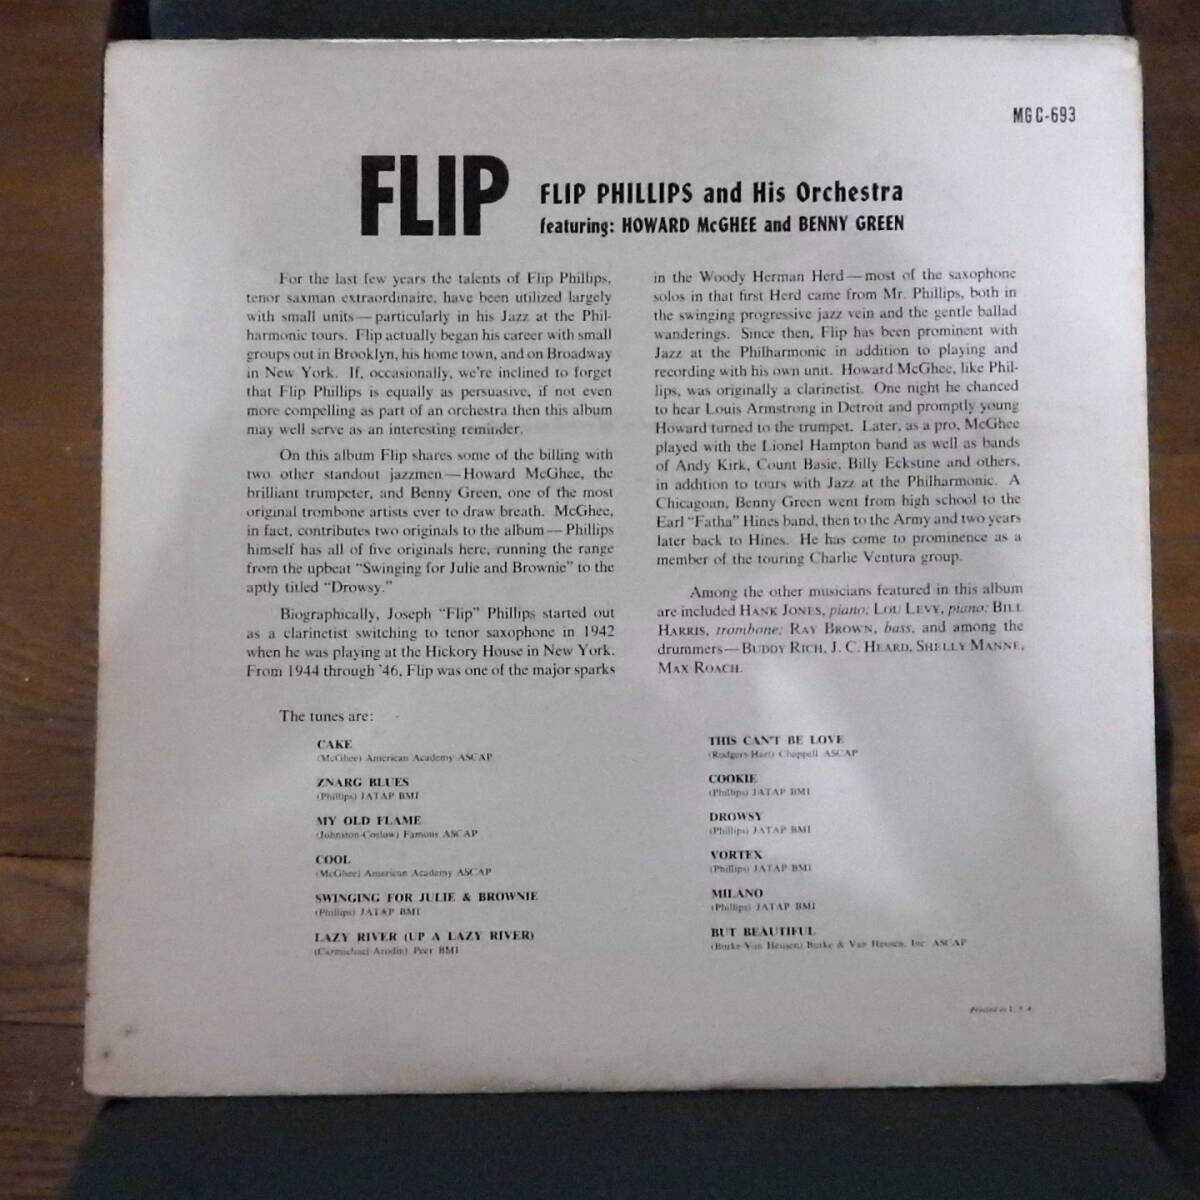 MG C-693
FLIP
FLIP PHILLIPS and His Orchestra
featuring: HOWARD McGHEE and BENNY GREEN
For the last few years the talents of Flip Phillips,
tenor saxman extraordinaire, have been utilized largely
with small units—particularly in his Jazz at the Phil-
harmonic tours. Flip actually began his career with small
groups out in Brooklyn, his home town, and on Broadway
in New York. If, occasionally, we're inclined to forget
that Flip Phillips is equally as persuasive, if not even
more compelling as part of an orchestra then this album
may well serve as an interesting reminder.
On this album Flip shares some of the billing with
two other standout jazzmen—Howard McGhee, the
brilliant trumpeter, and Benny Green, one of the most
original trombone artists ever to draw breath. McGhee,
in fact, contributes two originals to the album—Phillips
himself has all of five originals here, running the range
from the upbeat "Swinging for Julie and Brownie" to the
aptly titled "Drowsy."
Biographically, Joseph "Flip" Phillips started out
as a clarinetist switching to tenor saxophone in 1942
when he was playing at the Hickory House in New York.
From 1944 through '46, Flip was one of the major sparks
in the Woody Herman Herd—most of the saxophone
solos in that first Herd came from Mr. Phillips, both in
the swinging progressive jazz vein and the gentle ballad
wanderings. Since then, Flip has been prominent with
Jazz at the Philharmonic in addition to playing and
recording with his own unit. Howard McGhee, like Phil-
lips, was originally a clarinetist. One night he chanced
to hear Louis Armstrong in Detroit and promptly young
Howard turned to the trumpet. Later, as a pro, McGhee
played with the Lionel Hampton band as well as bands
of Andy Kirk, Count Basie, Billy Eckstine and others,
in addition to tours with Jazz at the Philharmonic. A
Chicagoan, Benny Green went from high school to the
Earl "Fatha" Hines band, then to the Army and two years
later back to Hines. He has come to prominence as a
member of the touring Charlie Ventura group.
Among the other musicians featured in this album
are included HANK JONES, piano; LOU LEVY, piano; BILL
HARRIS, trombone; RAY BROWN, bass, and among the
drummers—BUDDY RICH, J. C. HEARD, SHELLY MANNE,
MAX ROACH.
The tunes are:
CAKE
(McGhee) American Academy ASCAP
ZNARG BLUES
(Phillips) JATAP BMI
MY OLD FLAME
(Johnston-Coslow) Famous ASCAP
COOL
(McGhee) American Academy ASCAP
SWINGING FOR JULIE & BROWNIE
(Phillips) JATAP BMI
LAZY RIVER (UP A LAZY RIVER)
(Carmichael-Arodin) Peer BMI
THIS CAN'T BE LOVE
(Rodgers-Hart) Chappell ASCAP
COOKIE
(Phillips) JATAP BMI
DROWSY
(Phillips) JATAP BMI
VORTEX
(Phillips) JATAP BMI
MILANO
(Phillips) JATAP BMI
BUT BEAUTIFUL
(Burke-Van Heusen) Burke & Van Heusen, Inc. ASCAP
Printed in U.S.A.